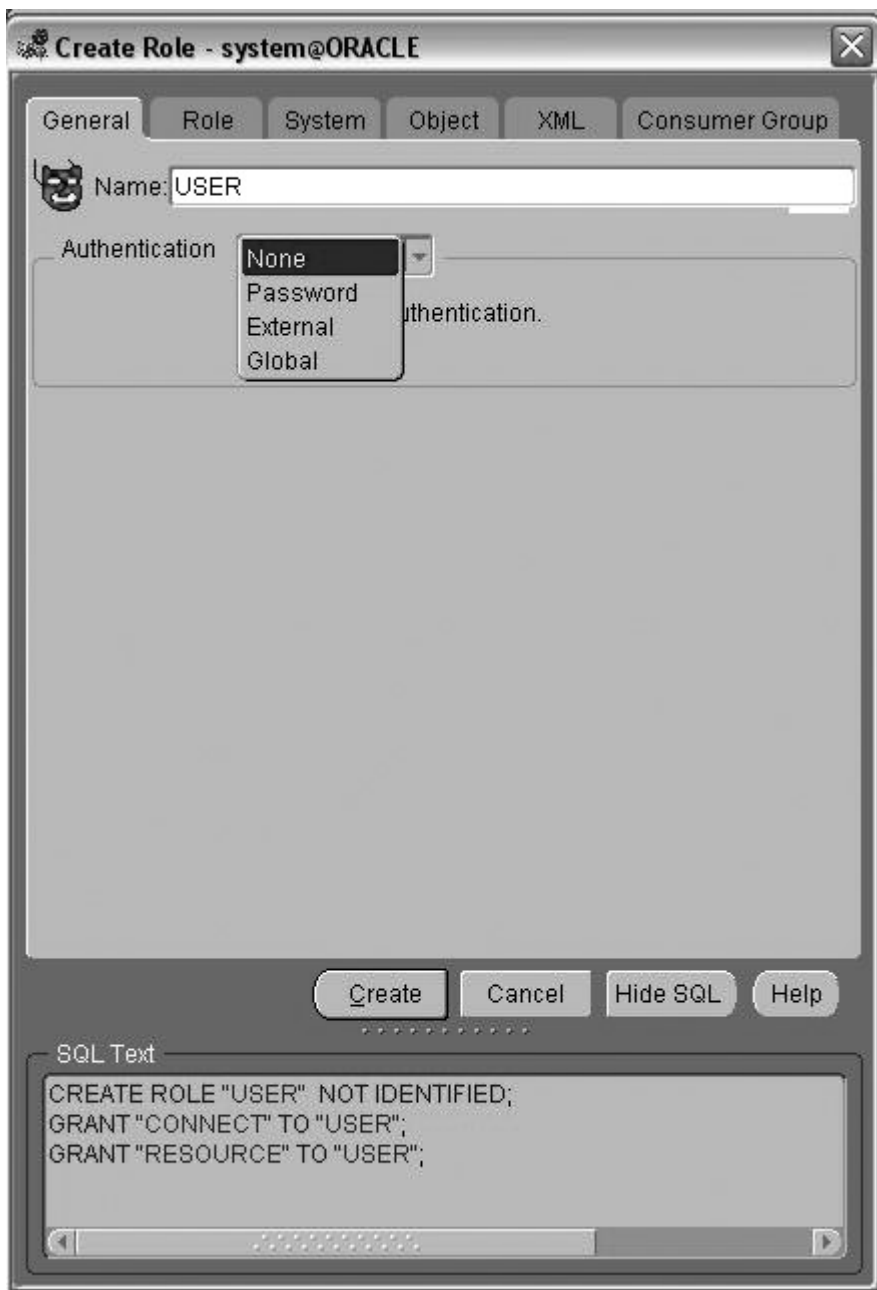 Create Role - system@ORACLE
General Role System Object XML Consumer Group
Name: USER
Authentication
None
Password
External
Global
uthentication.
Create Cancel Hide SQL Help
SQL Text
CREATE ROLE "USER" NOT IDENTIFIED;
GRANT "CONNECT" TO "USER";
GRANT "RESOURCE" TO "USER";